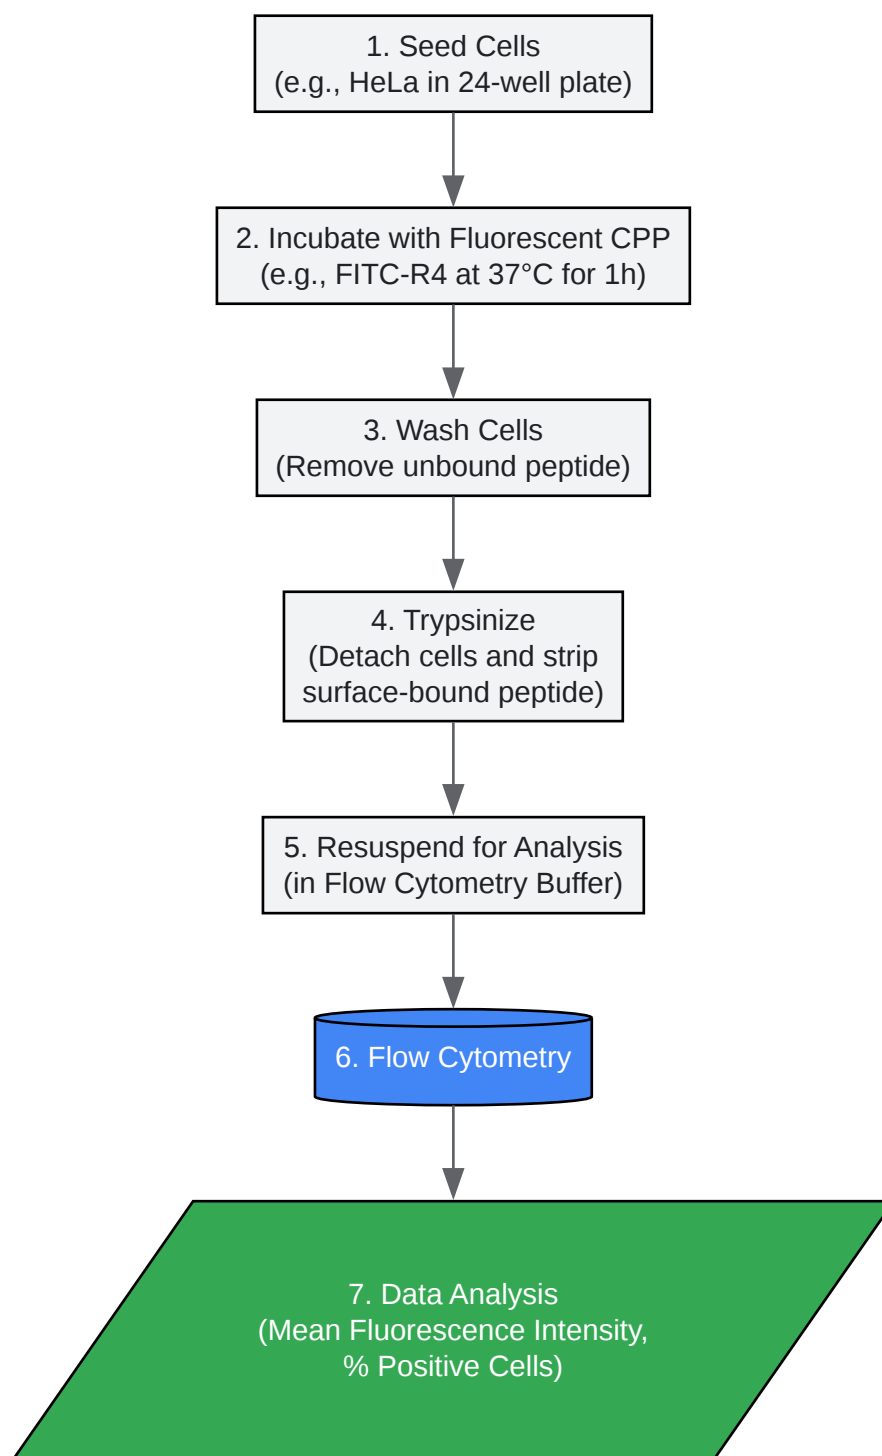 1. Seed Cells
(e.g., HeLa in 24-well plate)
2. Incubate with Fluorescent CPP
(e.g., FITC-R4 at 37°C for 1h)
3. Wash Cells
(Remove unbound peptide)
4. Trypsinize
(Detach cells and strip
surface-bound peptide)
5. Resuspend for Analysis
(in Flow Cytometry Buffer)
6. Flow Cytometry
7. Data Analysis
(Mean Fluorescence Intensity,
% Positive Cells)